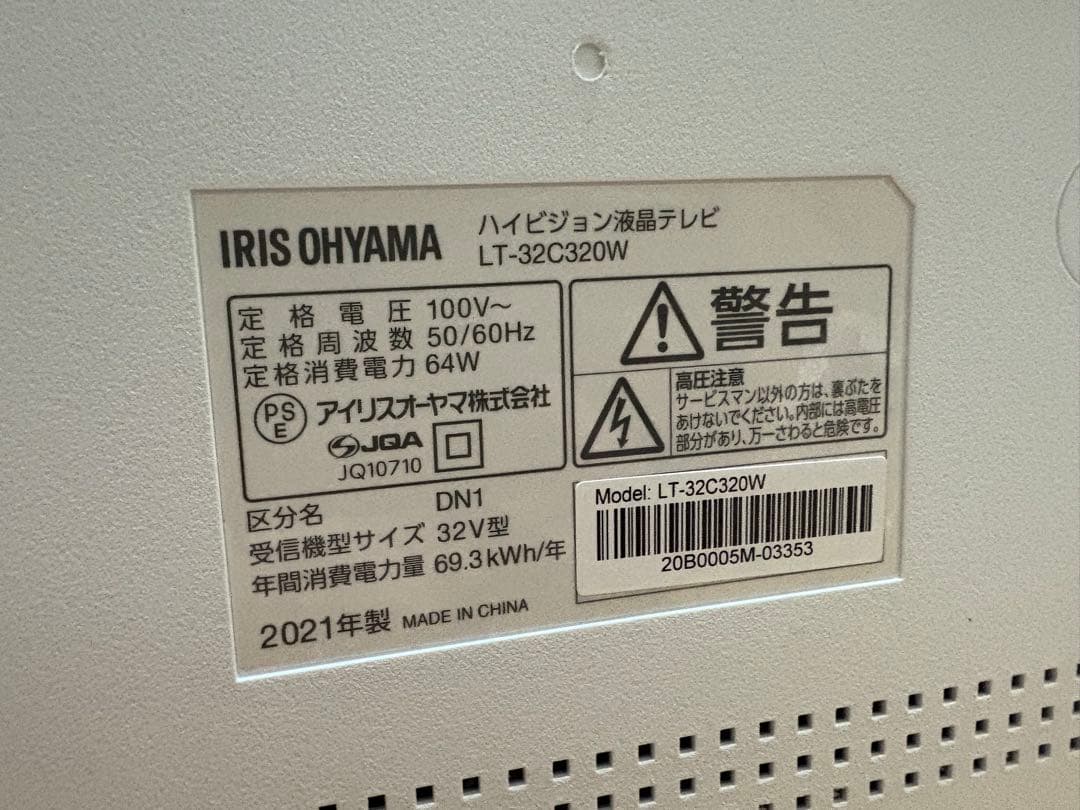 IRIS OHYAMA
ハイビジョン液晶テレビ
LT-32C320W
定格電圧 100V～
定格周波数 50/60Hz
定格消費電力 64W
PSE
アイリスオーヤマ株式会社
JQA
JQ10710
警告
高圧注意
サービスマン以外の方は、裏ぶたを
あけないでください。内部には高電圧
部分があり、万一さわると危険です。
区分名 DN1
受信機型サイズ 32V型
年間消費電力量 69.3kWh/年
2021年製 MADE IN CHINA
Model: LT-32C320W
20B0005M-03353